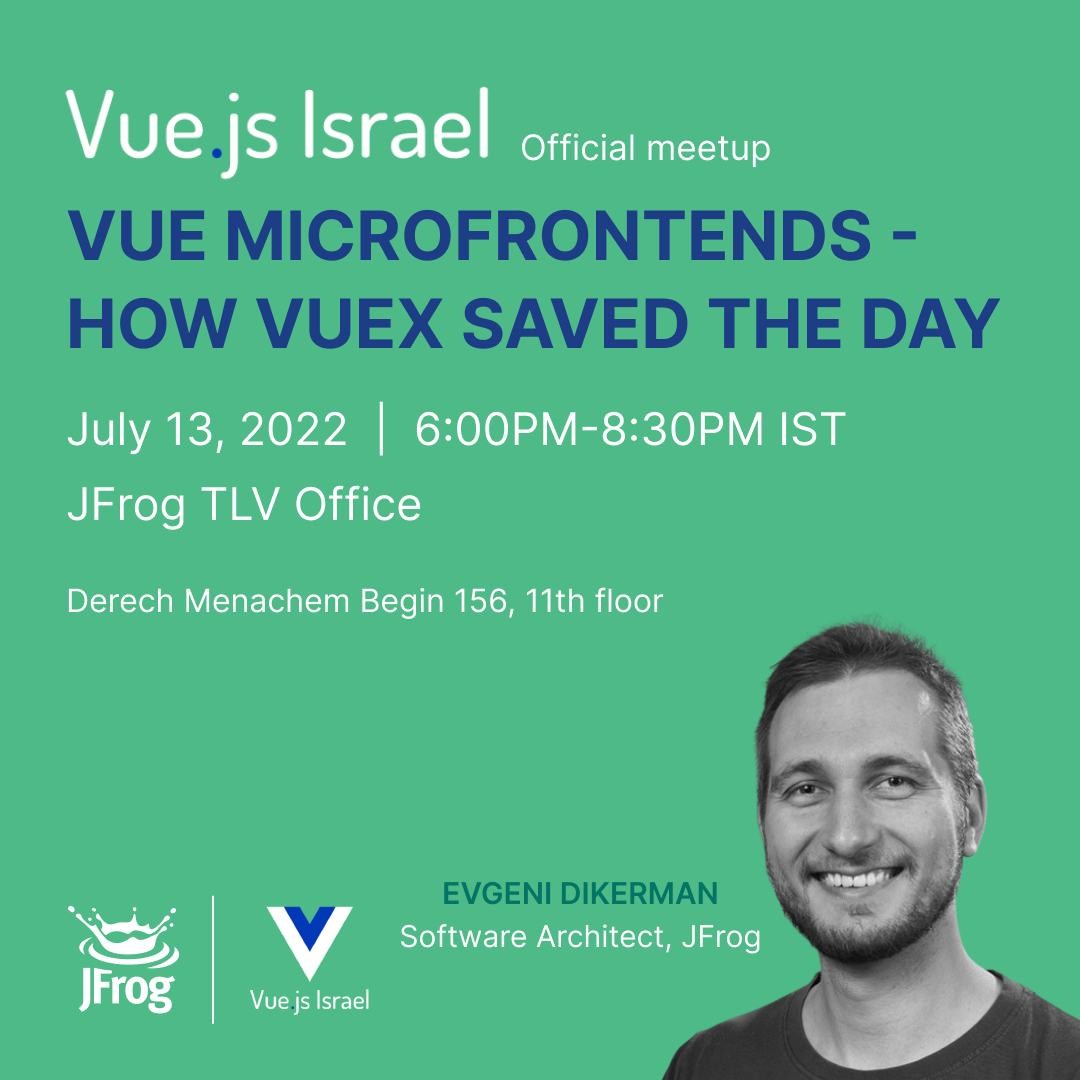 Vue.js Israel Official meetup
VUE MICROFRONTENDS -
HOW VUEX SAVED THE DAY
July 13, 2022 | 6:00PM-8:30PM IST
JFrog TLV Office
Derech Menachem Begin 156, 11th floor
EVGENI DIKERMAN
Software Architect, JFrog
JFrog
Vue.js Israel